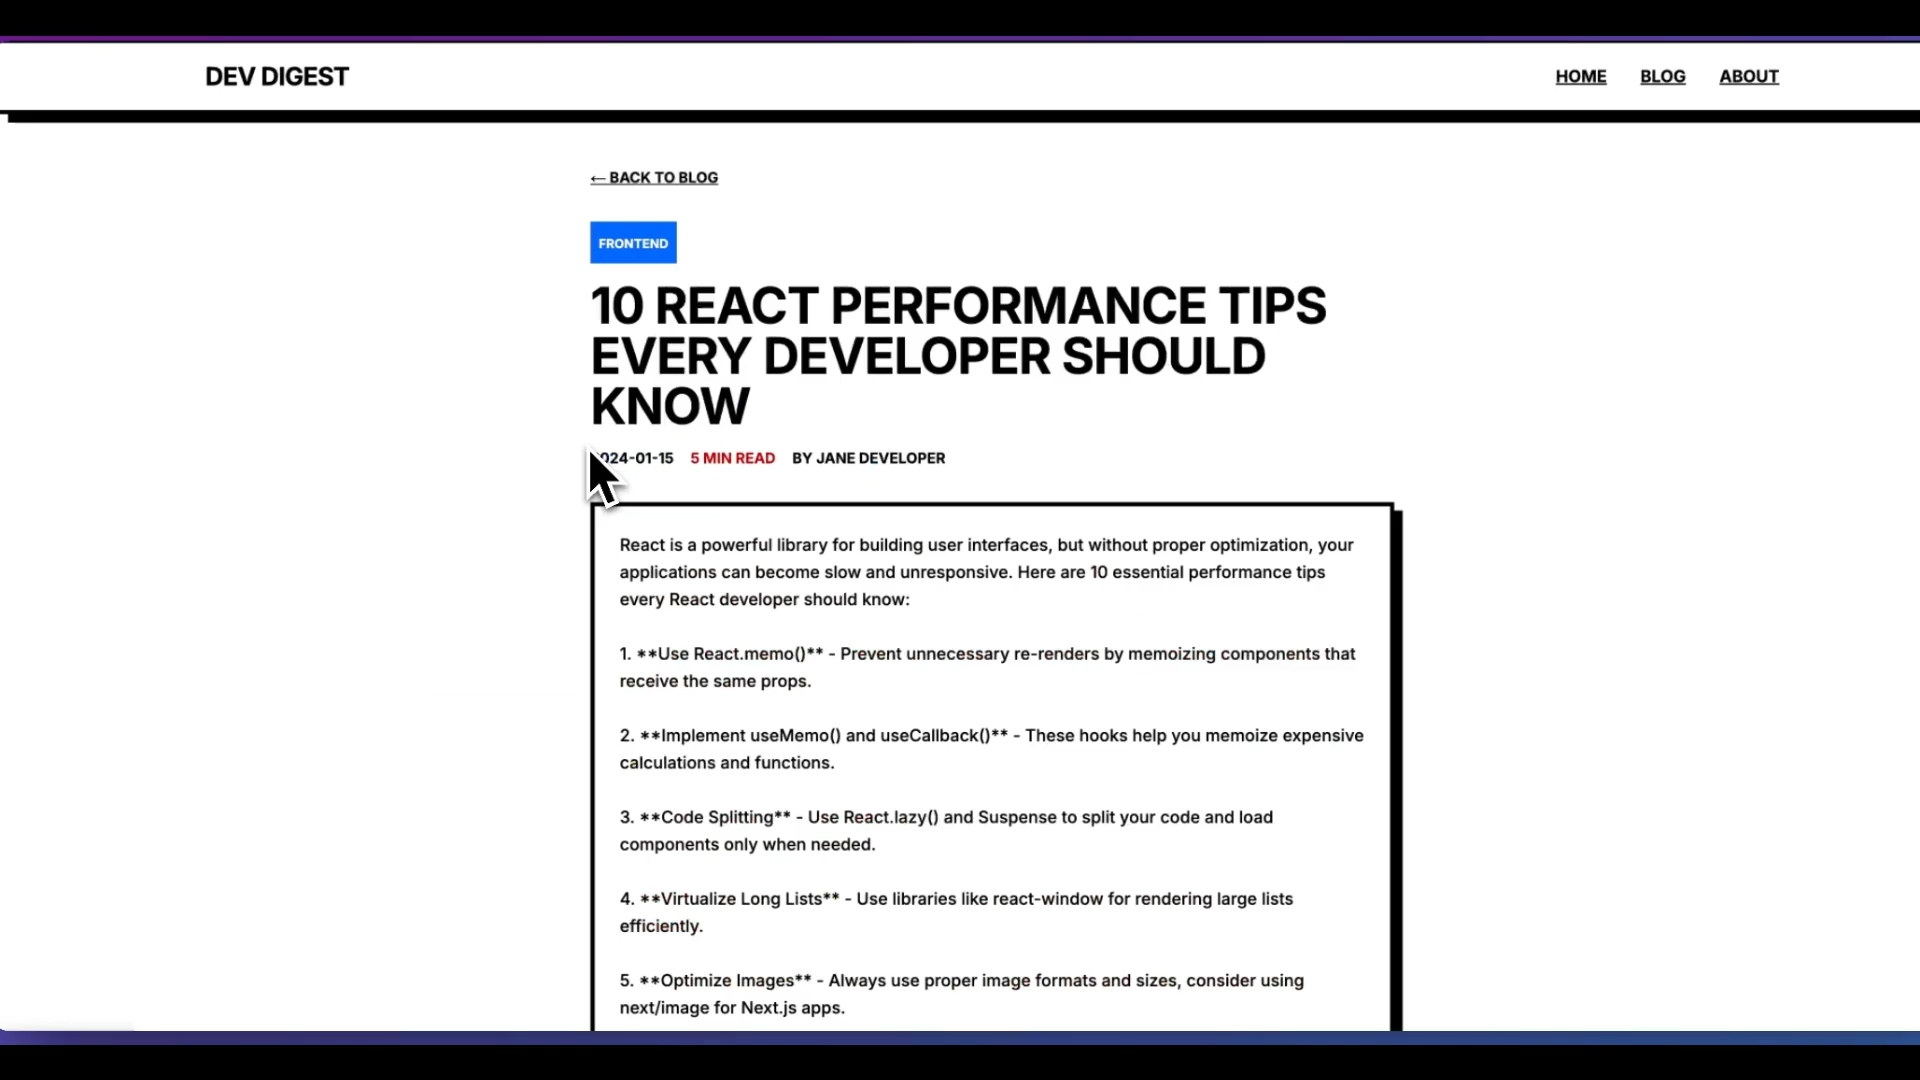 DEV DIGEST
HOME BLOG ABOUT
← BACK TO BLOG
FRONTEND
10 REACT PERFORMANCE TIPS
EVERY DEVELOPER SHOULD
KNOW
024-01-15 5 MIN READ BY JANE DEVELOPER
React is a powerful library for building user interfaces, but without proper optimization, your
applications can become slow and unresponsive. Here are 10 essential performance tips
every React developer should know:
1. **Use React.memo()** - Prevent unnecessary re-renders by memoizing components that
receive the same props.
2. **Implement useMemo() and useCallback()** - These hooks help you memoize expensive
calculations and functions.
3. **Code Splitting** - Use React.lazy() and Suspense to split your code and load
components only when needed.
4. **Virtualize Long Lists** - Use libraries like react-window for rendering large lists
efficiently.
5. **Optimize Images** - Always use proper image formats and sizes, consider using
next/image for Next.js apps.